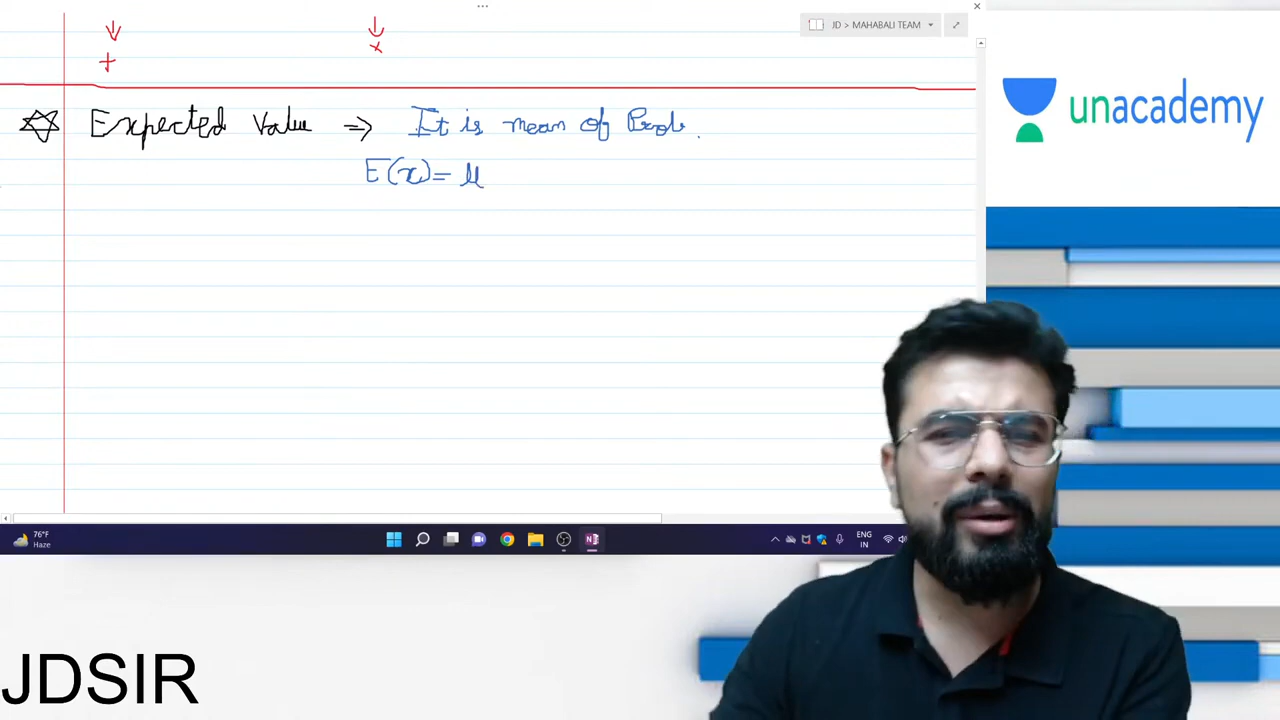 JD > MAHABALI TEAM
↓ ↓
+ ×
Expected Value ⇒ It is mean of Prob.
E(x) = μ
unacademy
76°F
Haze
ENG
IN
JDSIR